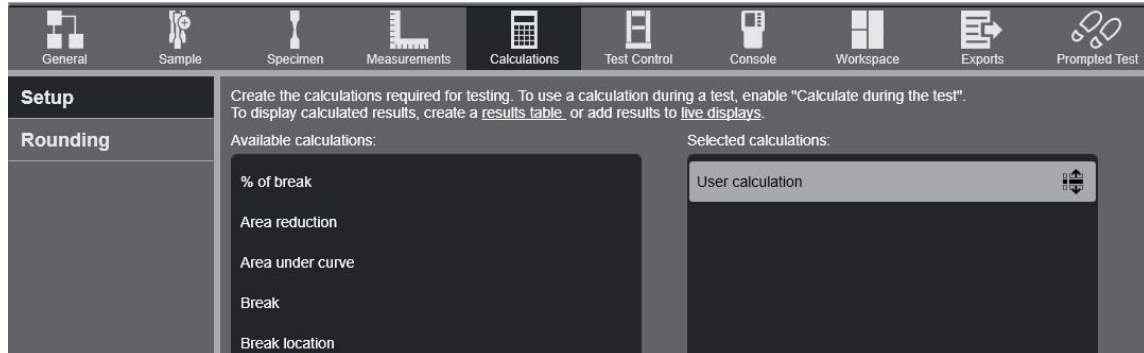 General
Sample
Specimen
Measurements
Calculations
Test Control
Console
Workspace
Exports
Prompted Test
Setup
Rounding
Create the calculations required for testing. To use a calculation during a test, enable "Calculate during the test".
To display calculated results, create a results table or add results to live displays.
Available calculations:
% of break
Area reduction
Area under curve
Break
Break location
Selected calculations:
User calculation